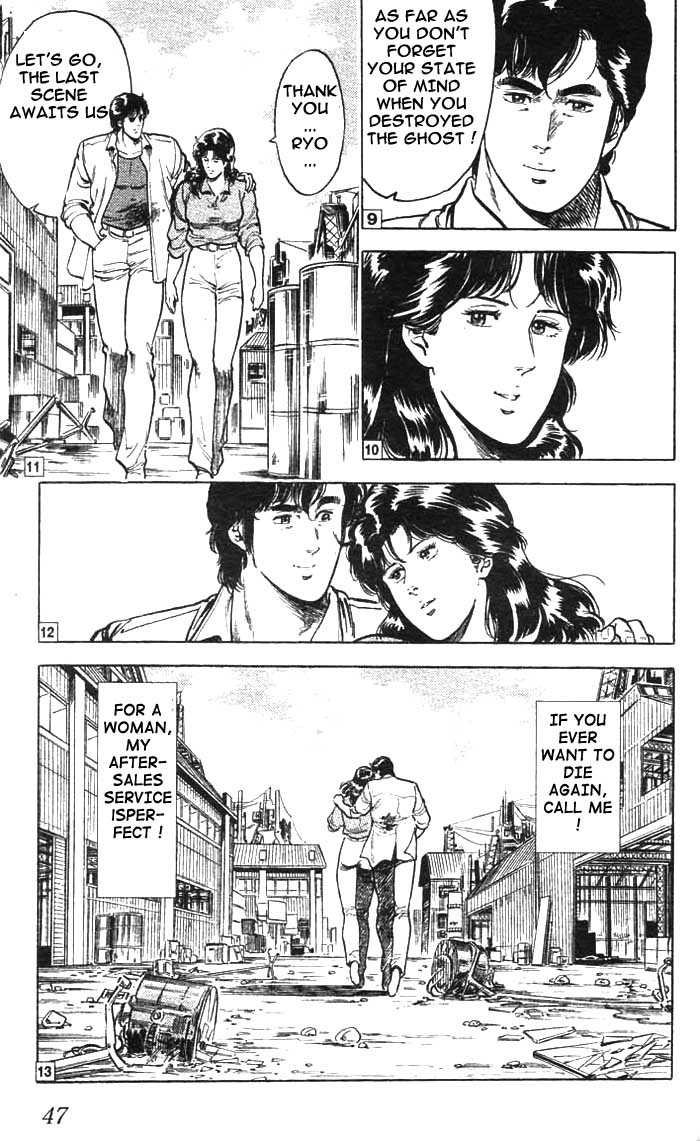 AS FAR AS
YOU DON'T
FORGET
YOUR STATE
OF MIND
WHEN YOU
DESTROYED
THE GHOST !
9
10
THANK
YOU
...
RYO
...
LET'S GO,
THE LAST
SCENE
AWAITS US
11
12
IF YOU
EVER
WANT TO
DIE
AGAIN,
CALL ME
!
FOR A
WOMAN,
MY
AFTER-
SALES
SERVICE
ISPER-
FECT !
13
47